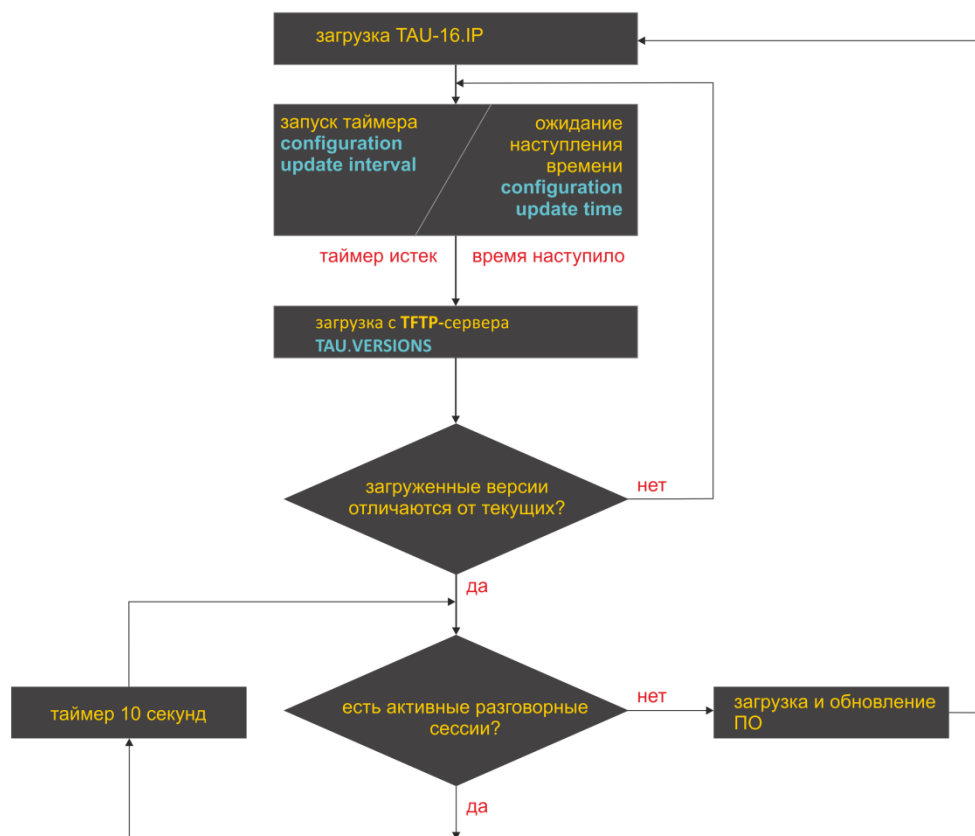 загрузка TAU-16.IP
запуск таймера
configuration
update interval
ожидание
наступления
времени
configuration
update time
таймер истек
время наступило
загрузка с TFTP-сервера
TAU.VERSIONS
загруженные версии
отличаются от текущих?
нет
да
таймер 10 секунд
есть активные разговорные
сессии?
нет
загрузка и обновление
ПО
да